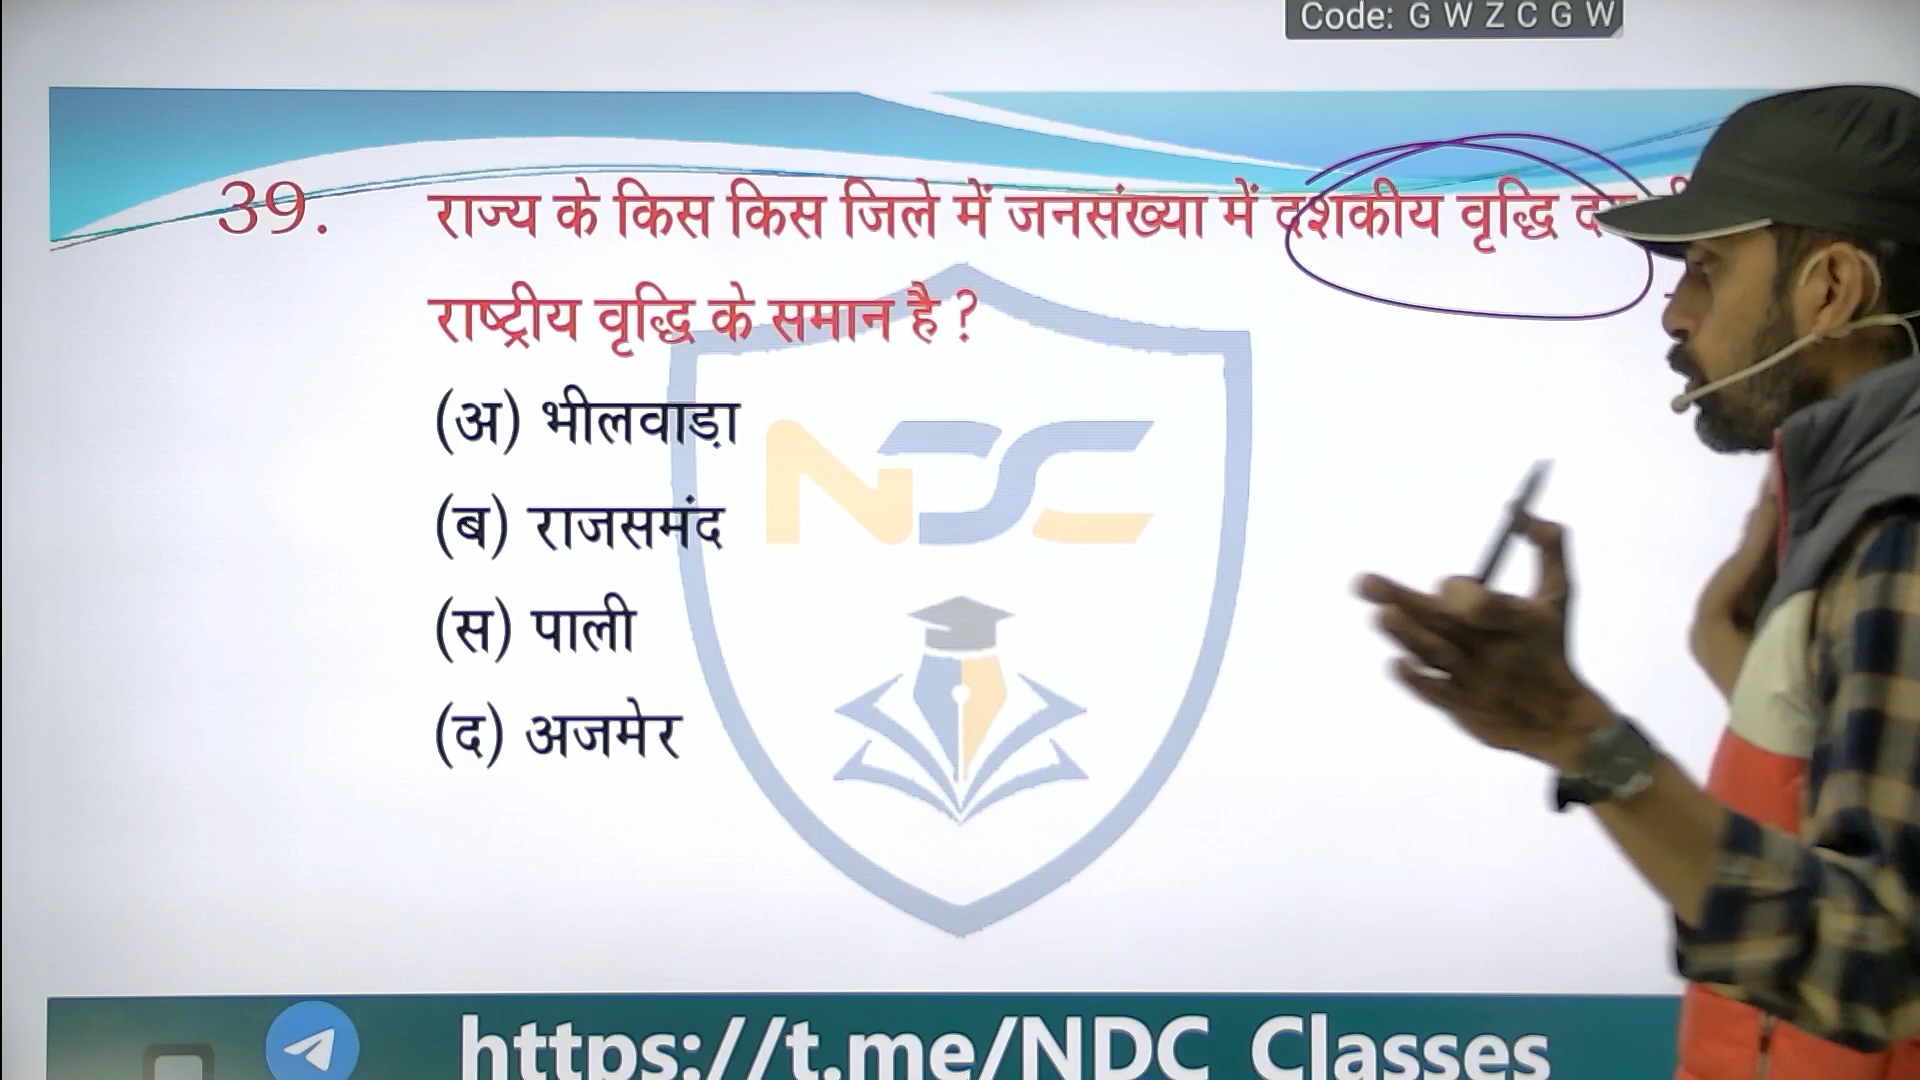 Code: G W Z C G W
39. राज्य के किस किस जिले में जनसंख्या में दशकीय वृद्धि
राष्ट्रीय वृद्धि के समान है ?
(अ) भीलवाड़ा
(ब) राजसमंद
(स) पाली
(द) अजमेर
NDC
https://t.me/NDC_Classes